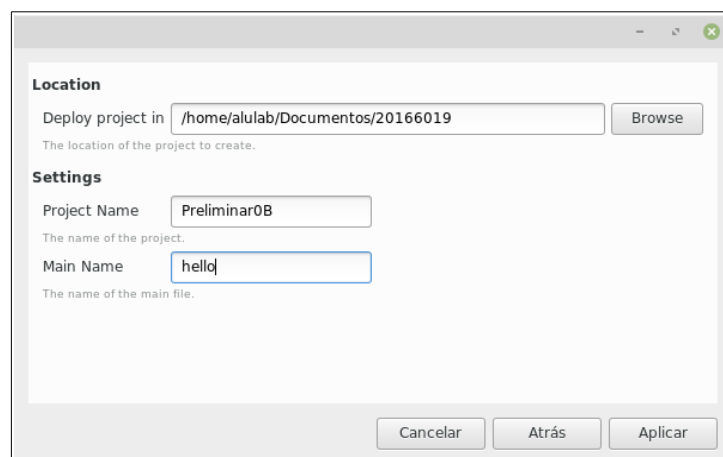 Location
Deploy project in /home/alulab/Documentos/20166019 Browse
The location of the project to create.
Settings
Project Name Preliminar0B
The name of the project.
Main Name hello
The name of the main file.
Cancelar Atrás Aplicar